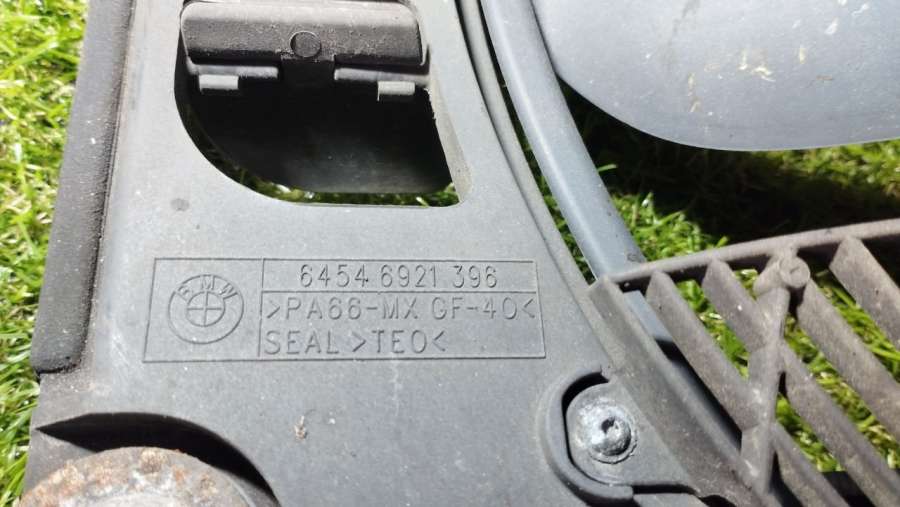 BMW
6454 6921 396
>PA66-MX GF-40<
SEAL >TEO<